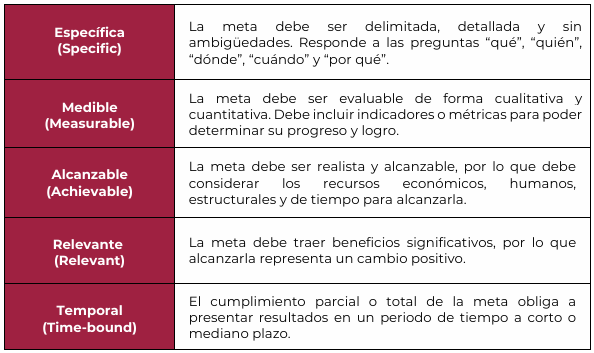 Específica
(Specific)
La meta debe ser delimitada, detallada y sin
ambigüedades. Responde a las preguntas “qué”, “quién”,
“dónde”, “cuándo” y “por qué”.
Medible
(Measurable)
La meta debe ser evaluable de forma cualitativa y
cuantitativa. Debe incluir indicadores o métricas para poder
determinar su progreso y logro.
Alcanzable
(Achievable)
La meta debe ser realista y alcanzable, por lo que debe
considerar los recursos económicos, humanos,
estructurales y de tiempo para alcanzarla.
Relevante
(Relevant)
La meta debe traer beneficios significativos, por lo que
alcanzarla representa un cambio positivo.
Temporal
(Time-bound)
El cumplimiento parcial o total de la meta obliga a
presentar resultados en un periodo de tiempo a corto o
mediano plazo.